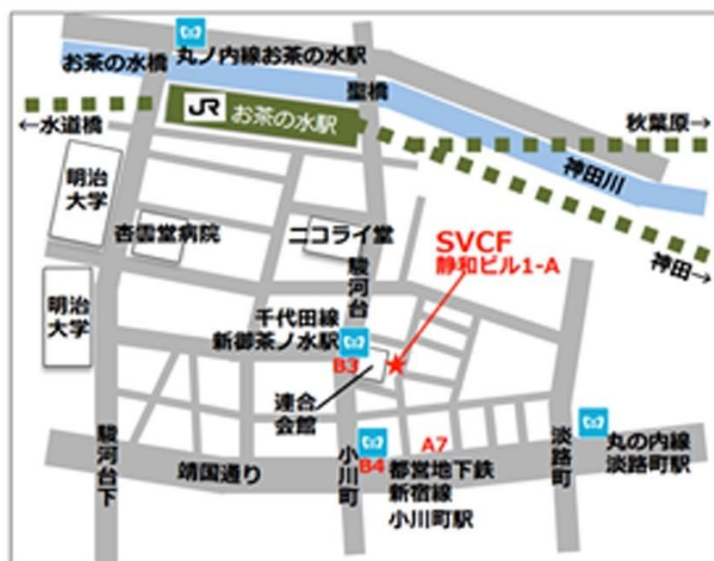 丸ノ内線お茶の水駅
お茶の水橋
聖橋
JR お茶の水駅
←水道橋
秋葉原→
神田川
明治
大学
杏雲堂病院
ニコライ堂
SVCF
静和ビル1-A
神田→
駿河台
明治
大学
千代田線
新御茶ノ水駅
B3
連合
会館
駿河台下
靖国通り
小川町
B4
A7
都営地下鉄
新宿線
小川町駅
淡路町
丸の内線
淡路町駅